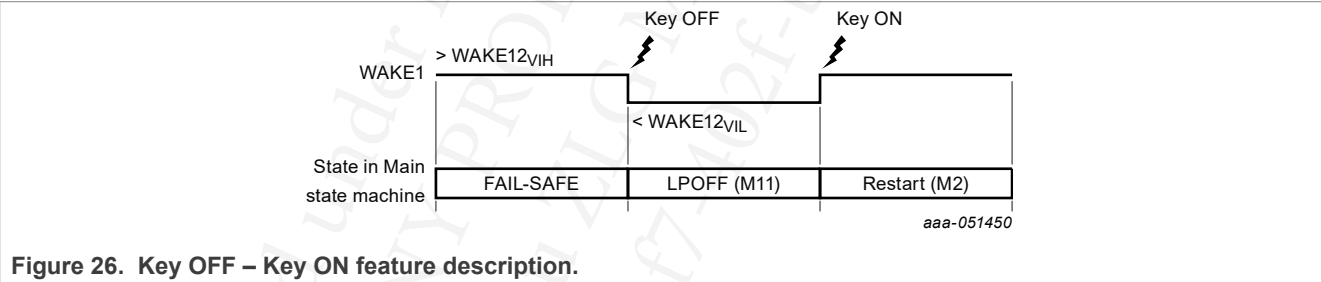 Key OFF
Key ON
> WAKE12VIH
WAKE1
< WAKE12VIL
State in Main
state machine
FAIL-SAFE
LPOFF (M11)
Restart (M2)
aaa-051450
Figure 26. Key OFF – Key ON feature description.